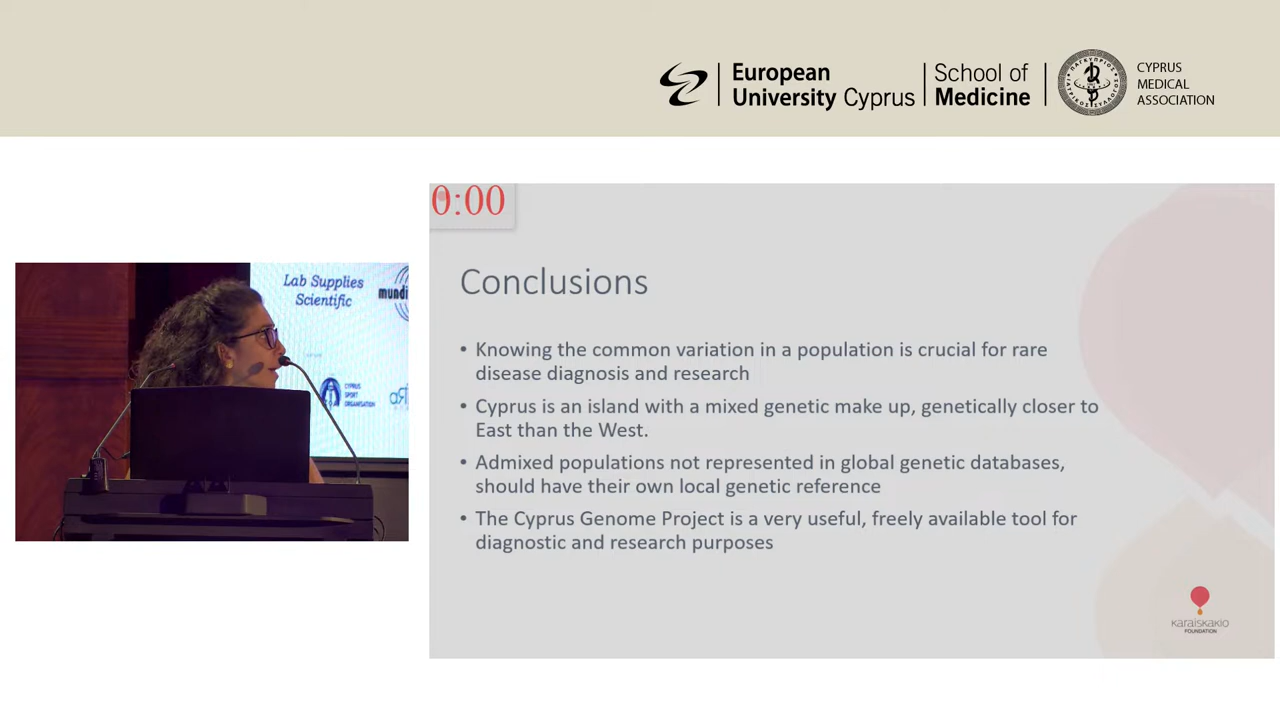 European
University Cyprus
School of
Medicine
CYPRUS
MEDICAL
ASSOCIATION
Lab Supplies
Scientific
CYPRUS
SPORT
ORGANISATION
0:00
Conclusions
• Knowing the common variation in a population is crucial for rare
disease diagnosis and research
• Cyprus is an island with a mixed genetic make up, genetically closer to
East than the West.
• Admixed populations not represented in global genetic databases,
should have their own local genetic reference
• The Cyprus Genome Project is a very useful, freely available tool for
diagnostic and research purposes
karaiskakio
FOUNDATION